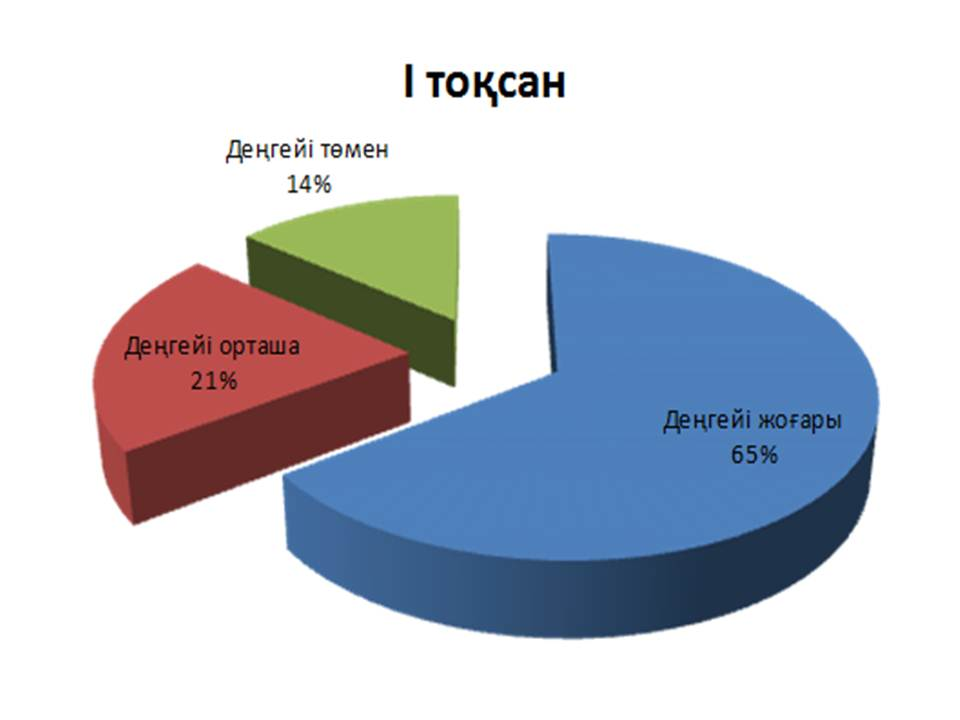 І тоқсан
Деңгейі төмен
14%
Деңгейі орташа
21%
Деңгейі жоғары
65%